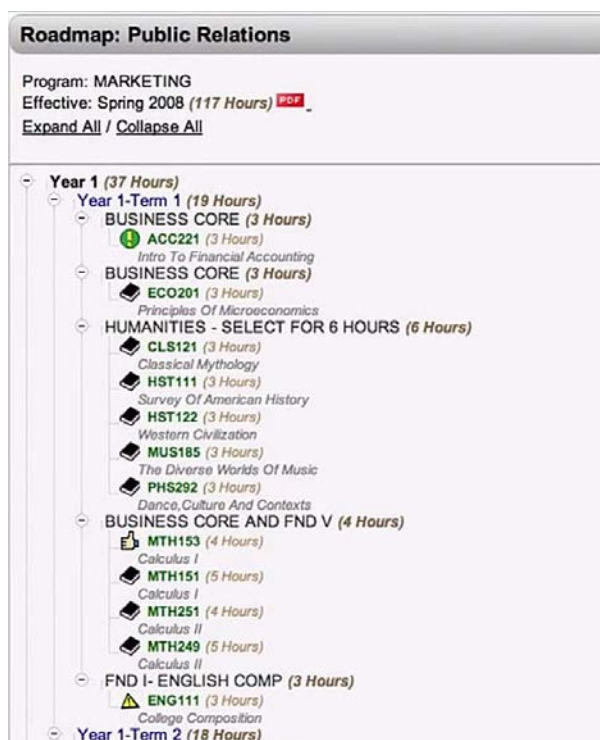 Roadmap: Public Relations
Program: MARKETING
Effective: Spring 2008 (117 Hours) PDF
Expand All / Collapse All
Year 1 (37 Hours)
Year 1-Term 1 (19 Hours)
BUSINESS CORE (3 Hours)
ACC221 (3 Hours)
Intro To Financial Accounting
BUSINESS CORE (3 Hours)
ECO201 (3 Hours)
Principles Of Microeconomics
HUMANITIES - SELECT FOR 6 HOURS (6 Hours)
CLS121 (3 Hours)
Classical Mythology
HST111 (3 Hours)
Survey Of American History
HST122 (3 Hours)
Western Civilization
MUS185 (3 Hours)
The Diverse Worlds Of Music
PHS292 (3 Hours)
Dance,Culture And Contexts
BUSINESS CORE AND FND V (4 Hours)
MTH153 (4 Hours)
Calculus I
MTH151 (5 Hours)
Calculus I
MTH251 (4 Hours)
Calculus II
MTH249 (5 Hours)
Calculus II
FND I- ENGLISH COMP (3 Hours)
ENG111 (3 Hours)
College Composition
Year 1-Term 2 (18 Hours)